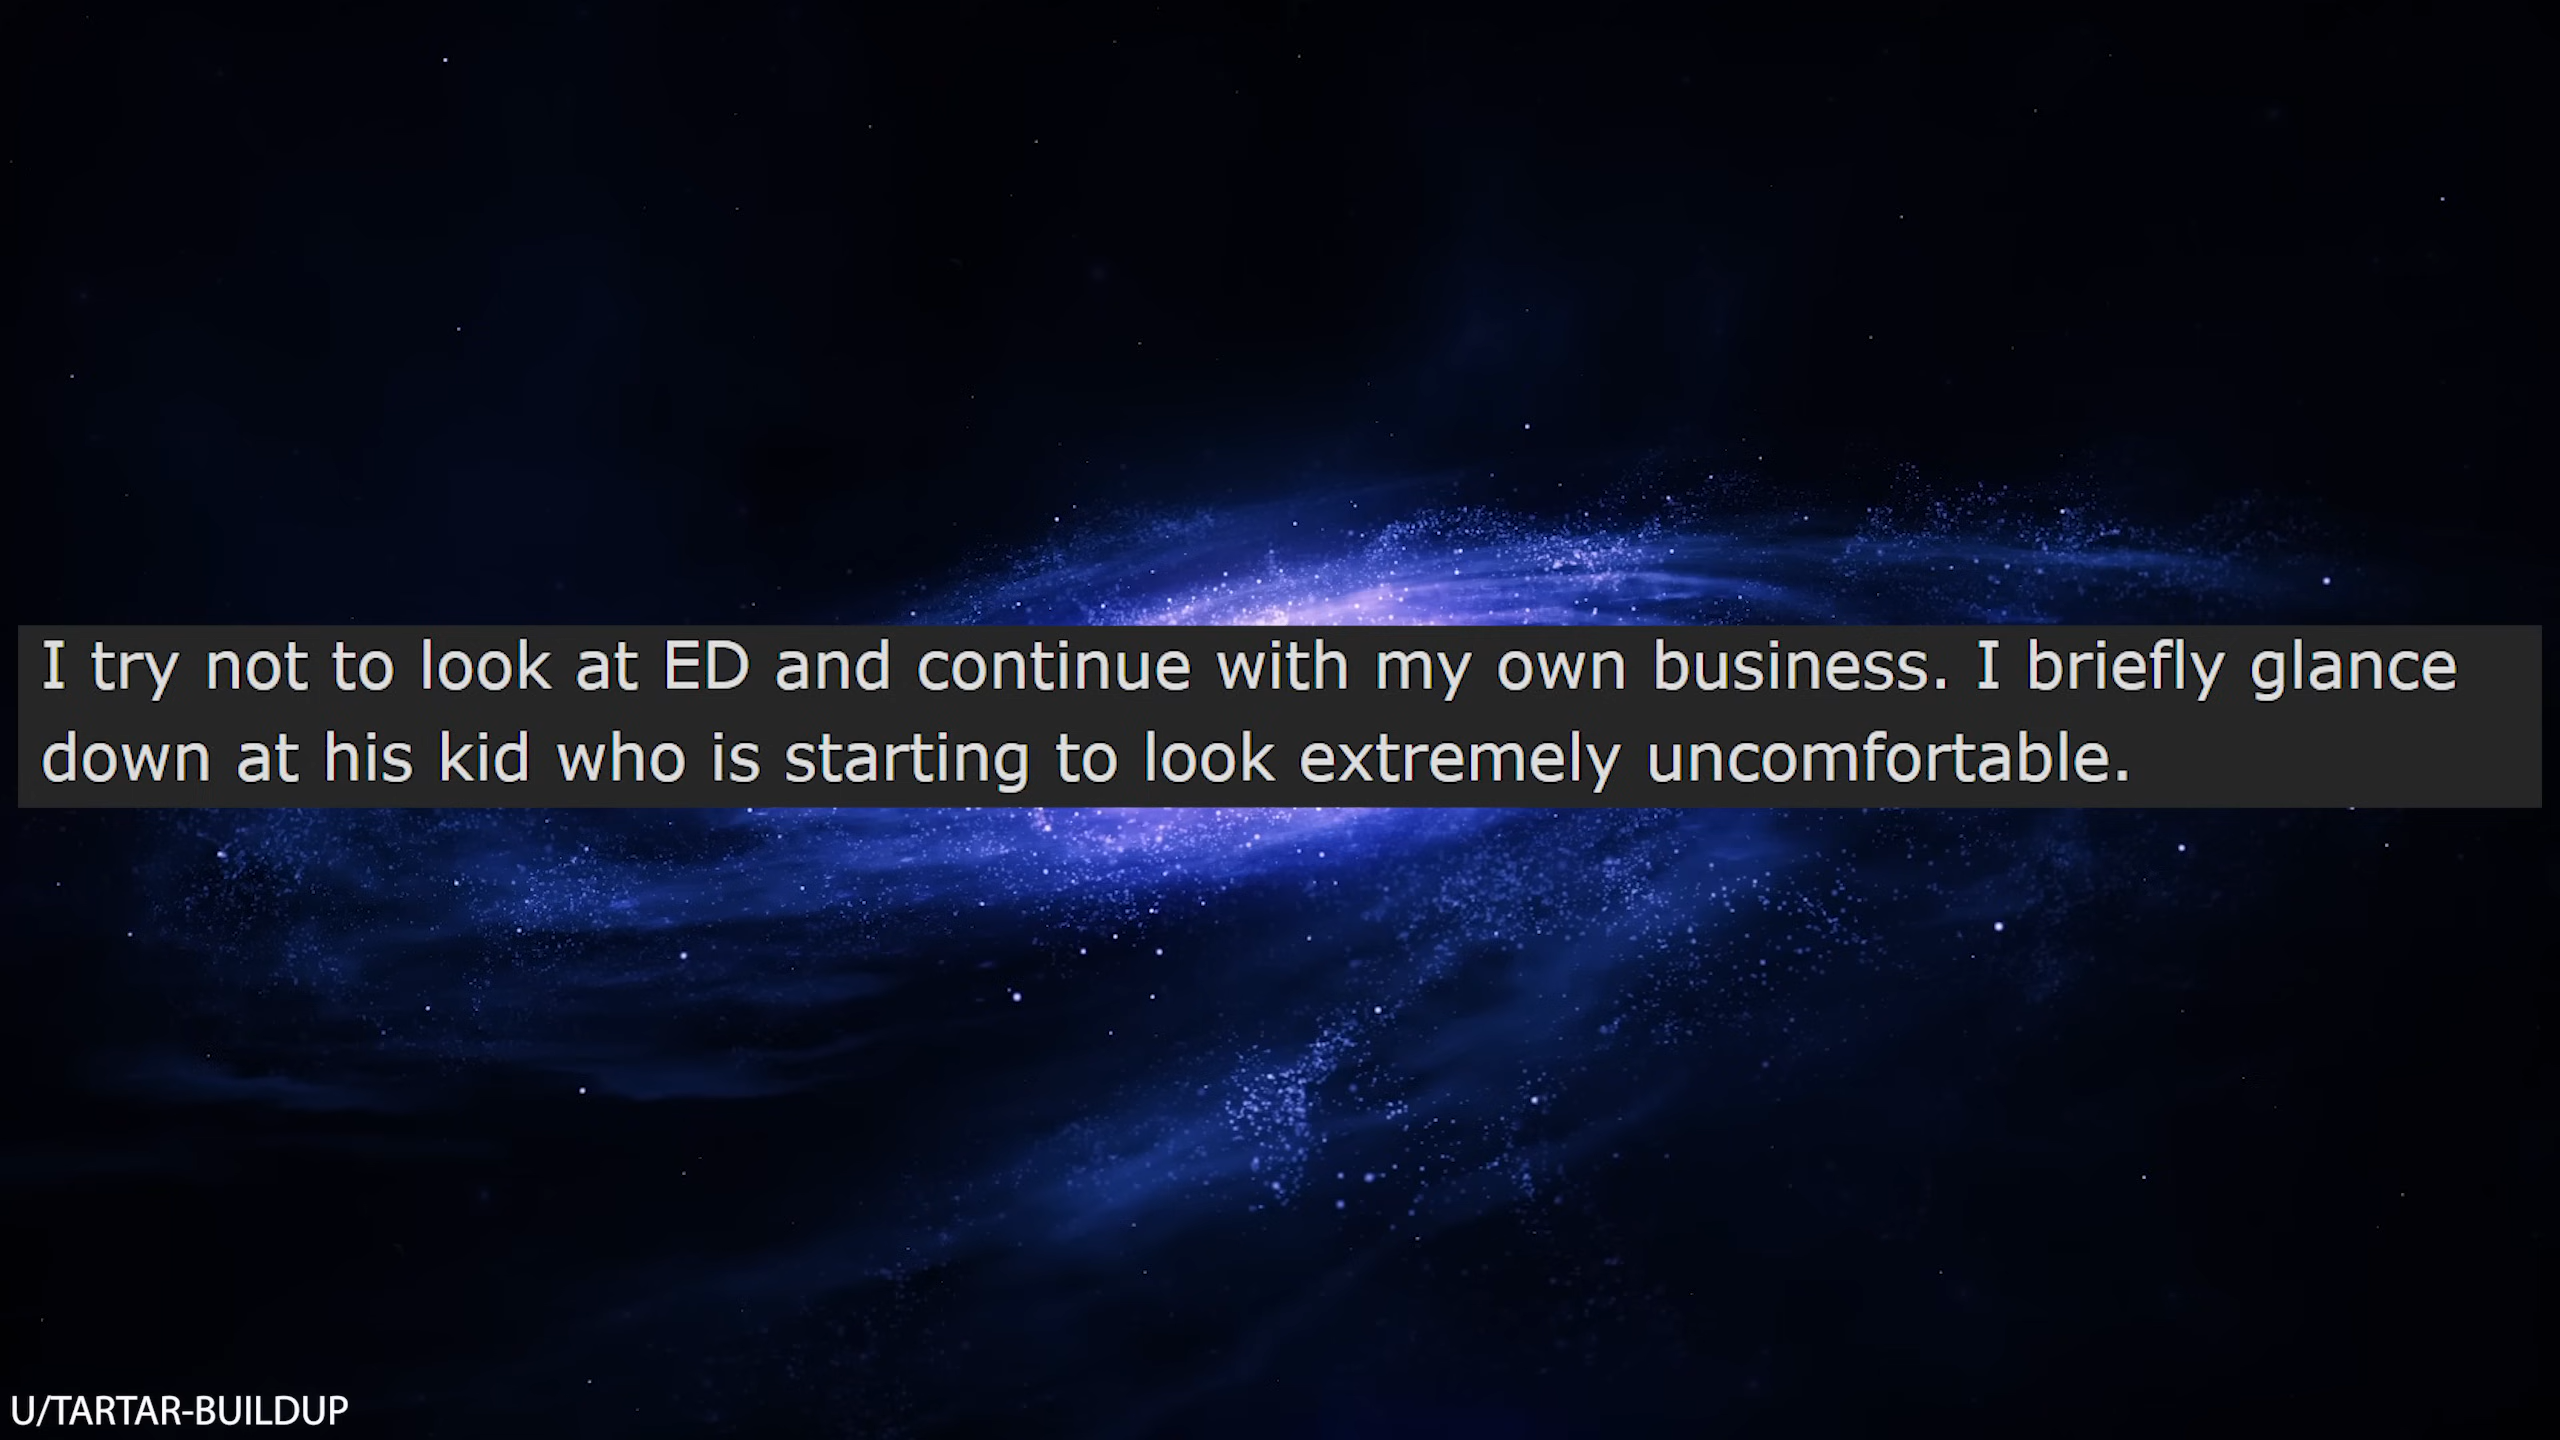 I try not to look at ED and continue with my own business. I briefly glance
down at his kid who is starting to look extremely uncomfortable.
U/TARTAR-BUILDUP